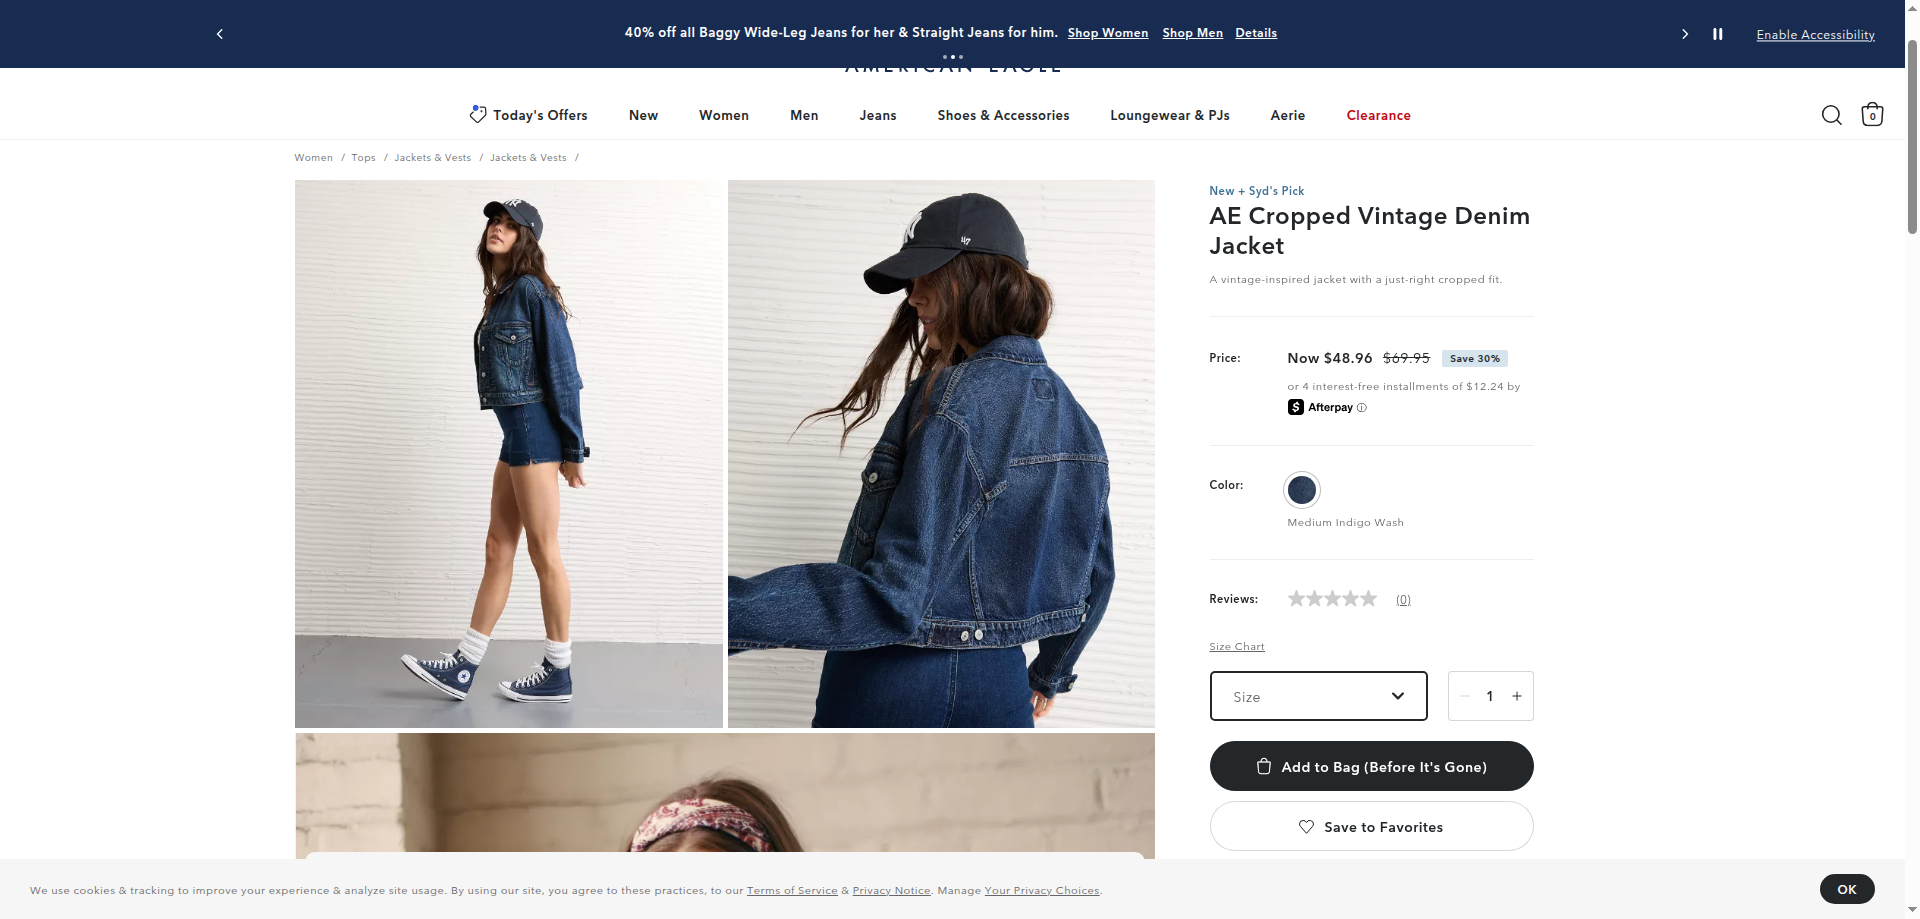 40% off all Baggy Wide-Leg Jeans for her & Straight Jeans for him. Shop Women Shop Men Details
Enable Accessibility
AMERICAN EAGLE
Today's Offers New Women Men Jeans Shoes & Accessories Loungewear & PJs Aerie Clearance
0
Women / Tops / Jackets & Vests / Jackets & Vests /
47
New + Syd's Pick
AE Cropped Vintage Denim
Jacket
A vintage-inspired jacket with a just-right cropped fit.
Price: Now $48.96 $69.95 Save 30%
or 4 interest-free installments of $12.24 by
Afterpay
Color:
Medium Indigo Wash
Reviews: (0)
Size Chart
Size
1
Add to Bag (Before It's Gone)
Save to Favorites
We use cookies & tracking to improve your experience & analyze site usage. By using our site, you agree to these practices, to our Terms of Service & Privacy Notice. Manage Your Privacy Choices.
OK